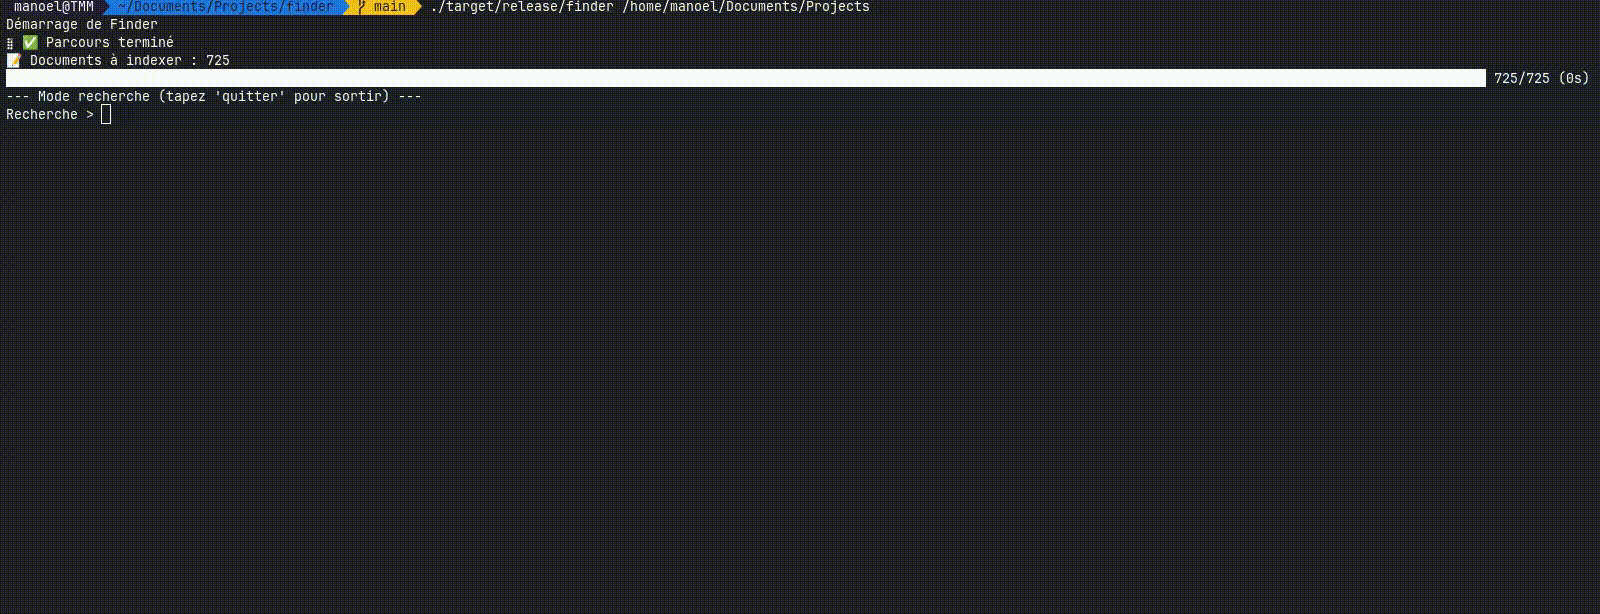 manoel@TMM ~/Documents/Projects/finder main ./target/release/finder /home/manoel/Documents/Projects
Démarrage de Finder
⣿ ✅ Parcours terminé
📝 Documents à indexer : 725
725/725 (0s)
--- Mode recherche (tapez 'quitter' pour sortir) ---
Recherche >